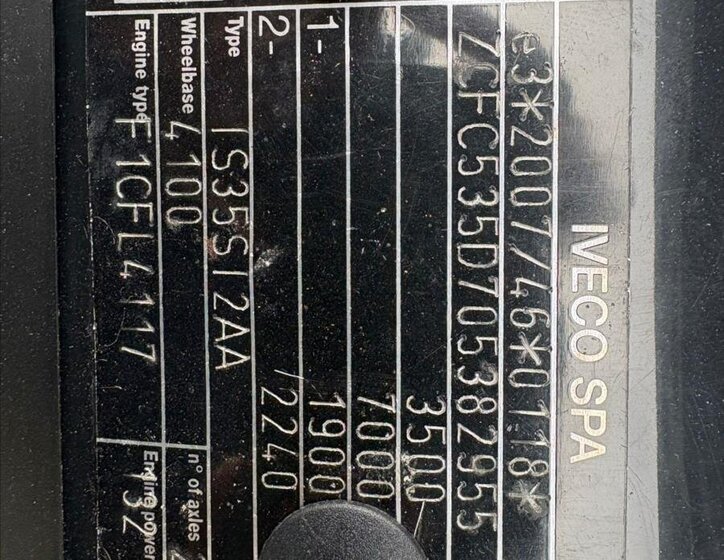 IVECO SPA
e3*2007/46*0118*
ZCFC535D705382955
3500
7000
1- 1900
2- 2240
Type IS35SI2AA
Wheelbase 4100 n° of axles
Engine type F1CFL4117 Engine power 132